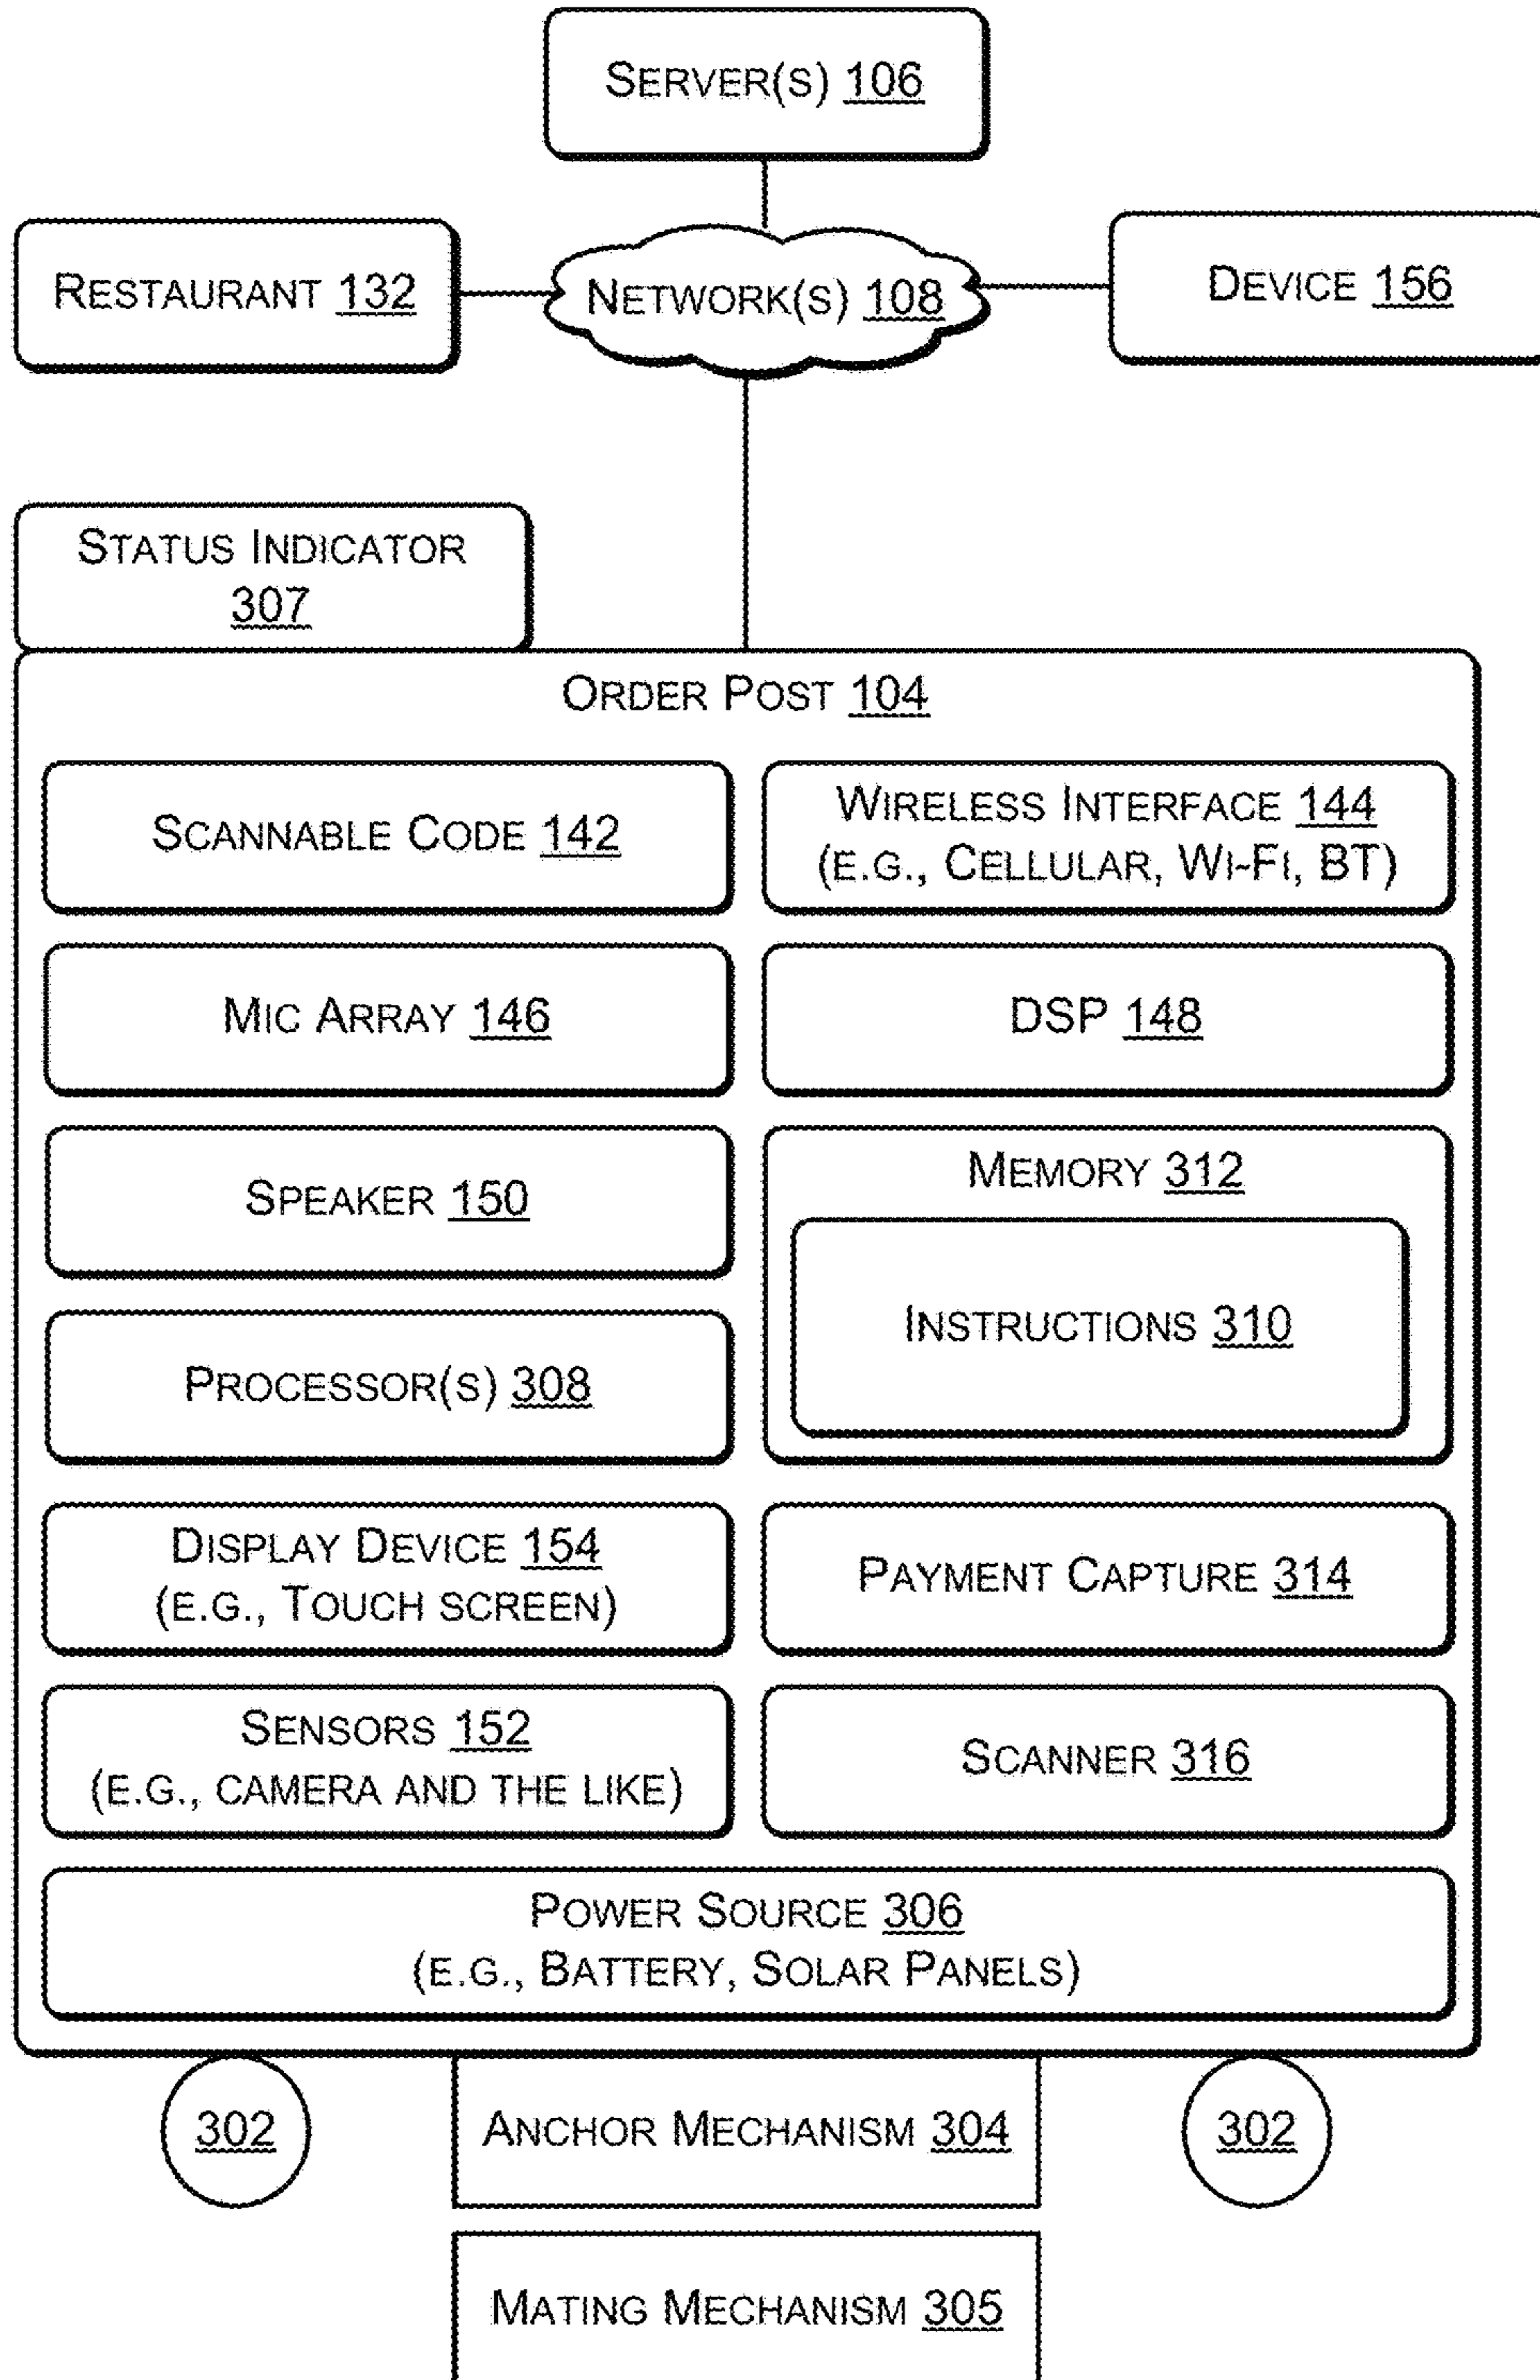 SERVER(S) 106
RESTAURANT 132
NETWORK(S) 108
DEVICE 156
STATUS INDICATOR
307
ORDER POST 104
SCANNABLE CODE 142
WIRELESS INTERFACE 144
(E.G., CELLULAR, WI-FI, BT)
MIC ARRAY 146
DSP 148
SPEAKER 150
MEMORY 312
INSTRUCTIONS 310
PROCESSOR(S) 308
DISPLAY DEVICE 154
(E.G., TOUCH SCREEN)
PAYMENT CAPTURE 314
SENSORS 152
(E.G., CAMERA AND THE LIKE)
SCANNER 316
POWER SOURCE 306
(E.G., BATTERY, SOLAR PANELS)
302
ANCHOR MECHANISM 304
302
MATING MECHANISM 305